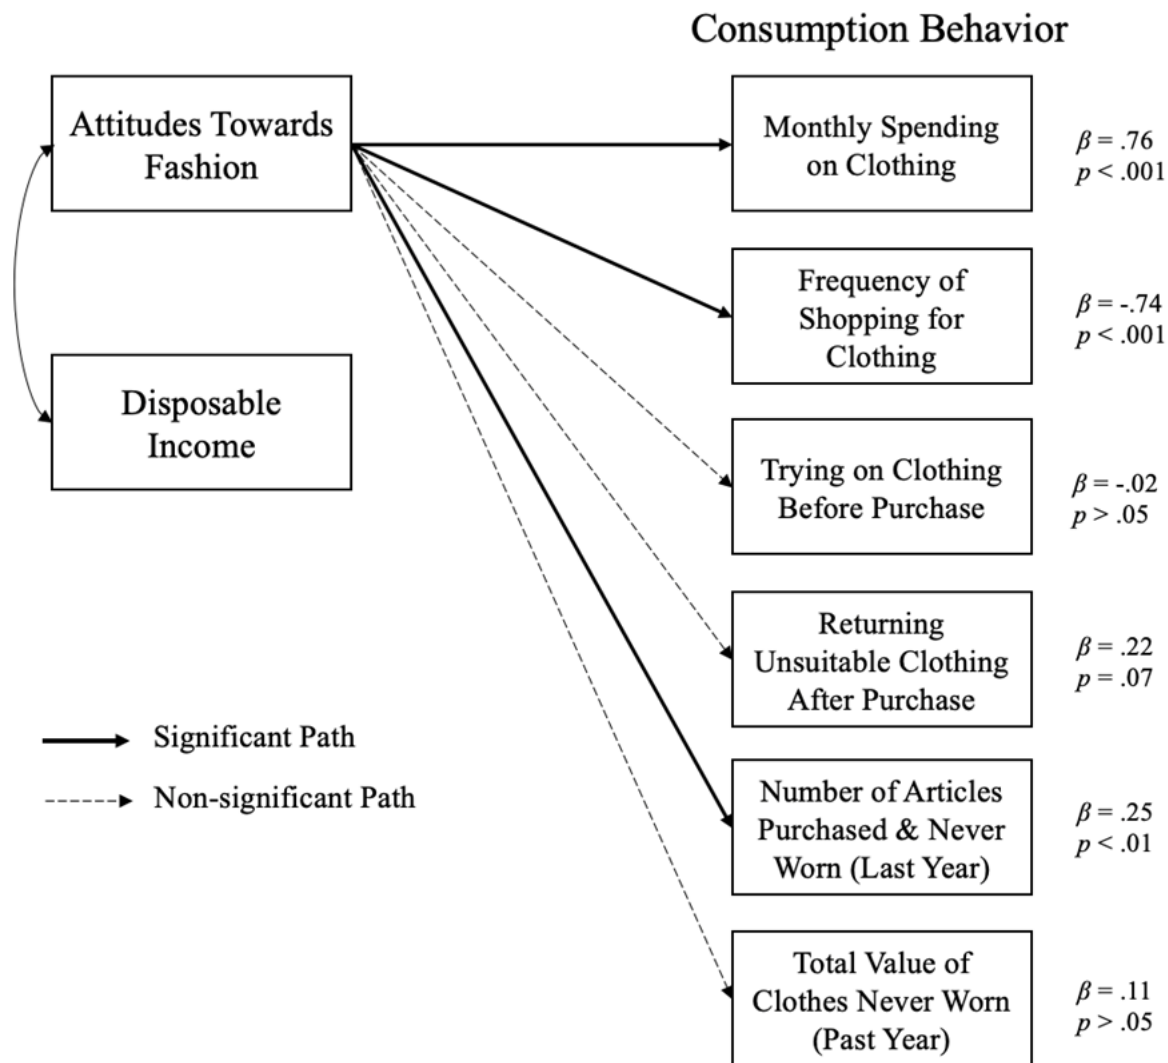 Consumption Behavior
Attitudes Towards
Fashion
Disposable
Income
Monthly Spending
on Clothing
β = .76
p < .001
Frequency of
Shopping for
Clothing
β = -.74
p < .001
Trying on Clothing
Before Purchase
β = -.02
p > .05
Returning
Unsuitable Clothing
After Purchase
β = .22
p = .07
Number of Articles
Purchased & Never
Worn (Last Year)
β = .25
p < .01
Total Value of
Clothes Never Worn
(Past Year)
β = .11
p > .05
Significant Path
Non-significant Path